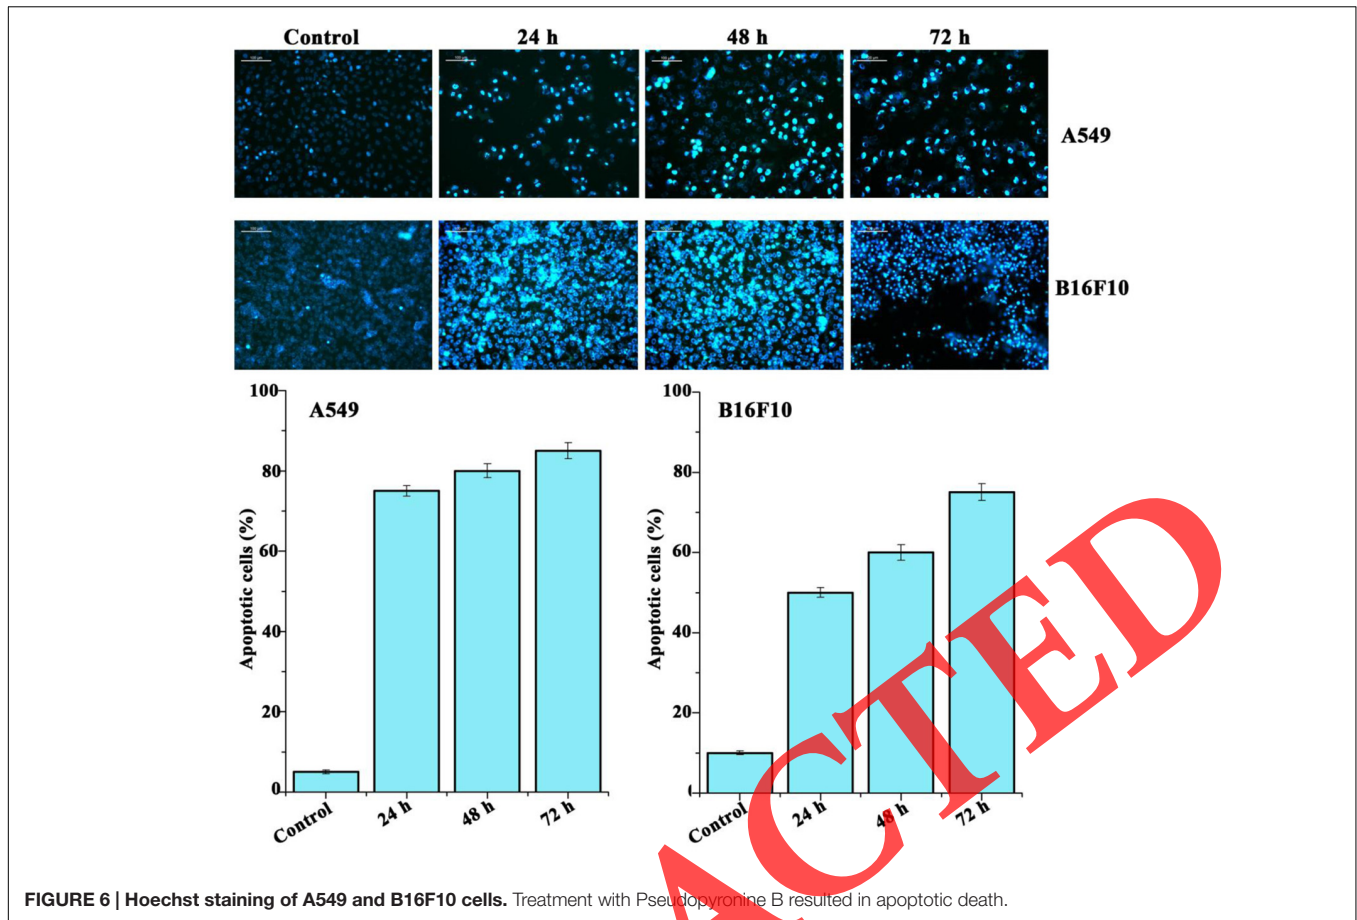 Control 24 h 48 h 72 h
A549
B16F10
100
80
60
40
20
0
Apoptotic cells (%)
A549
Control 24 h 48 h 72 h
100
80
60
40
20
Apoptotic cells (%)
B16F10
Control 24 h 48 h 72 h
ACTED
FIGURE 6 | Hoechst staining of A549 and B16F10 cells. Treatment with Pseudopyronine B resulted in apoptotic death.